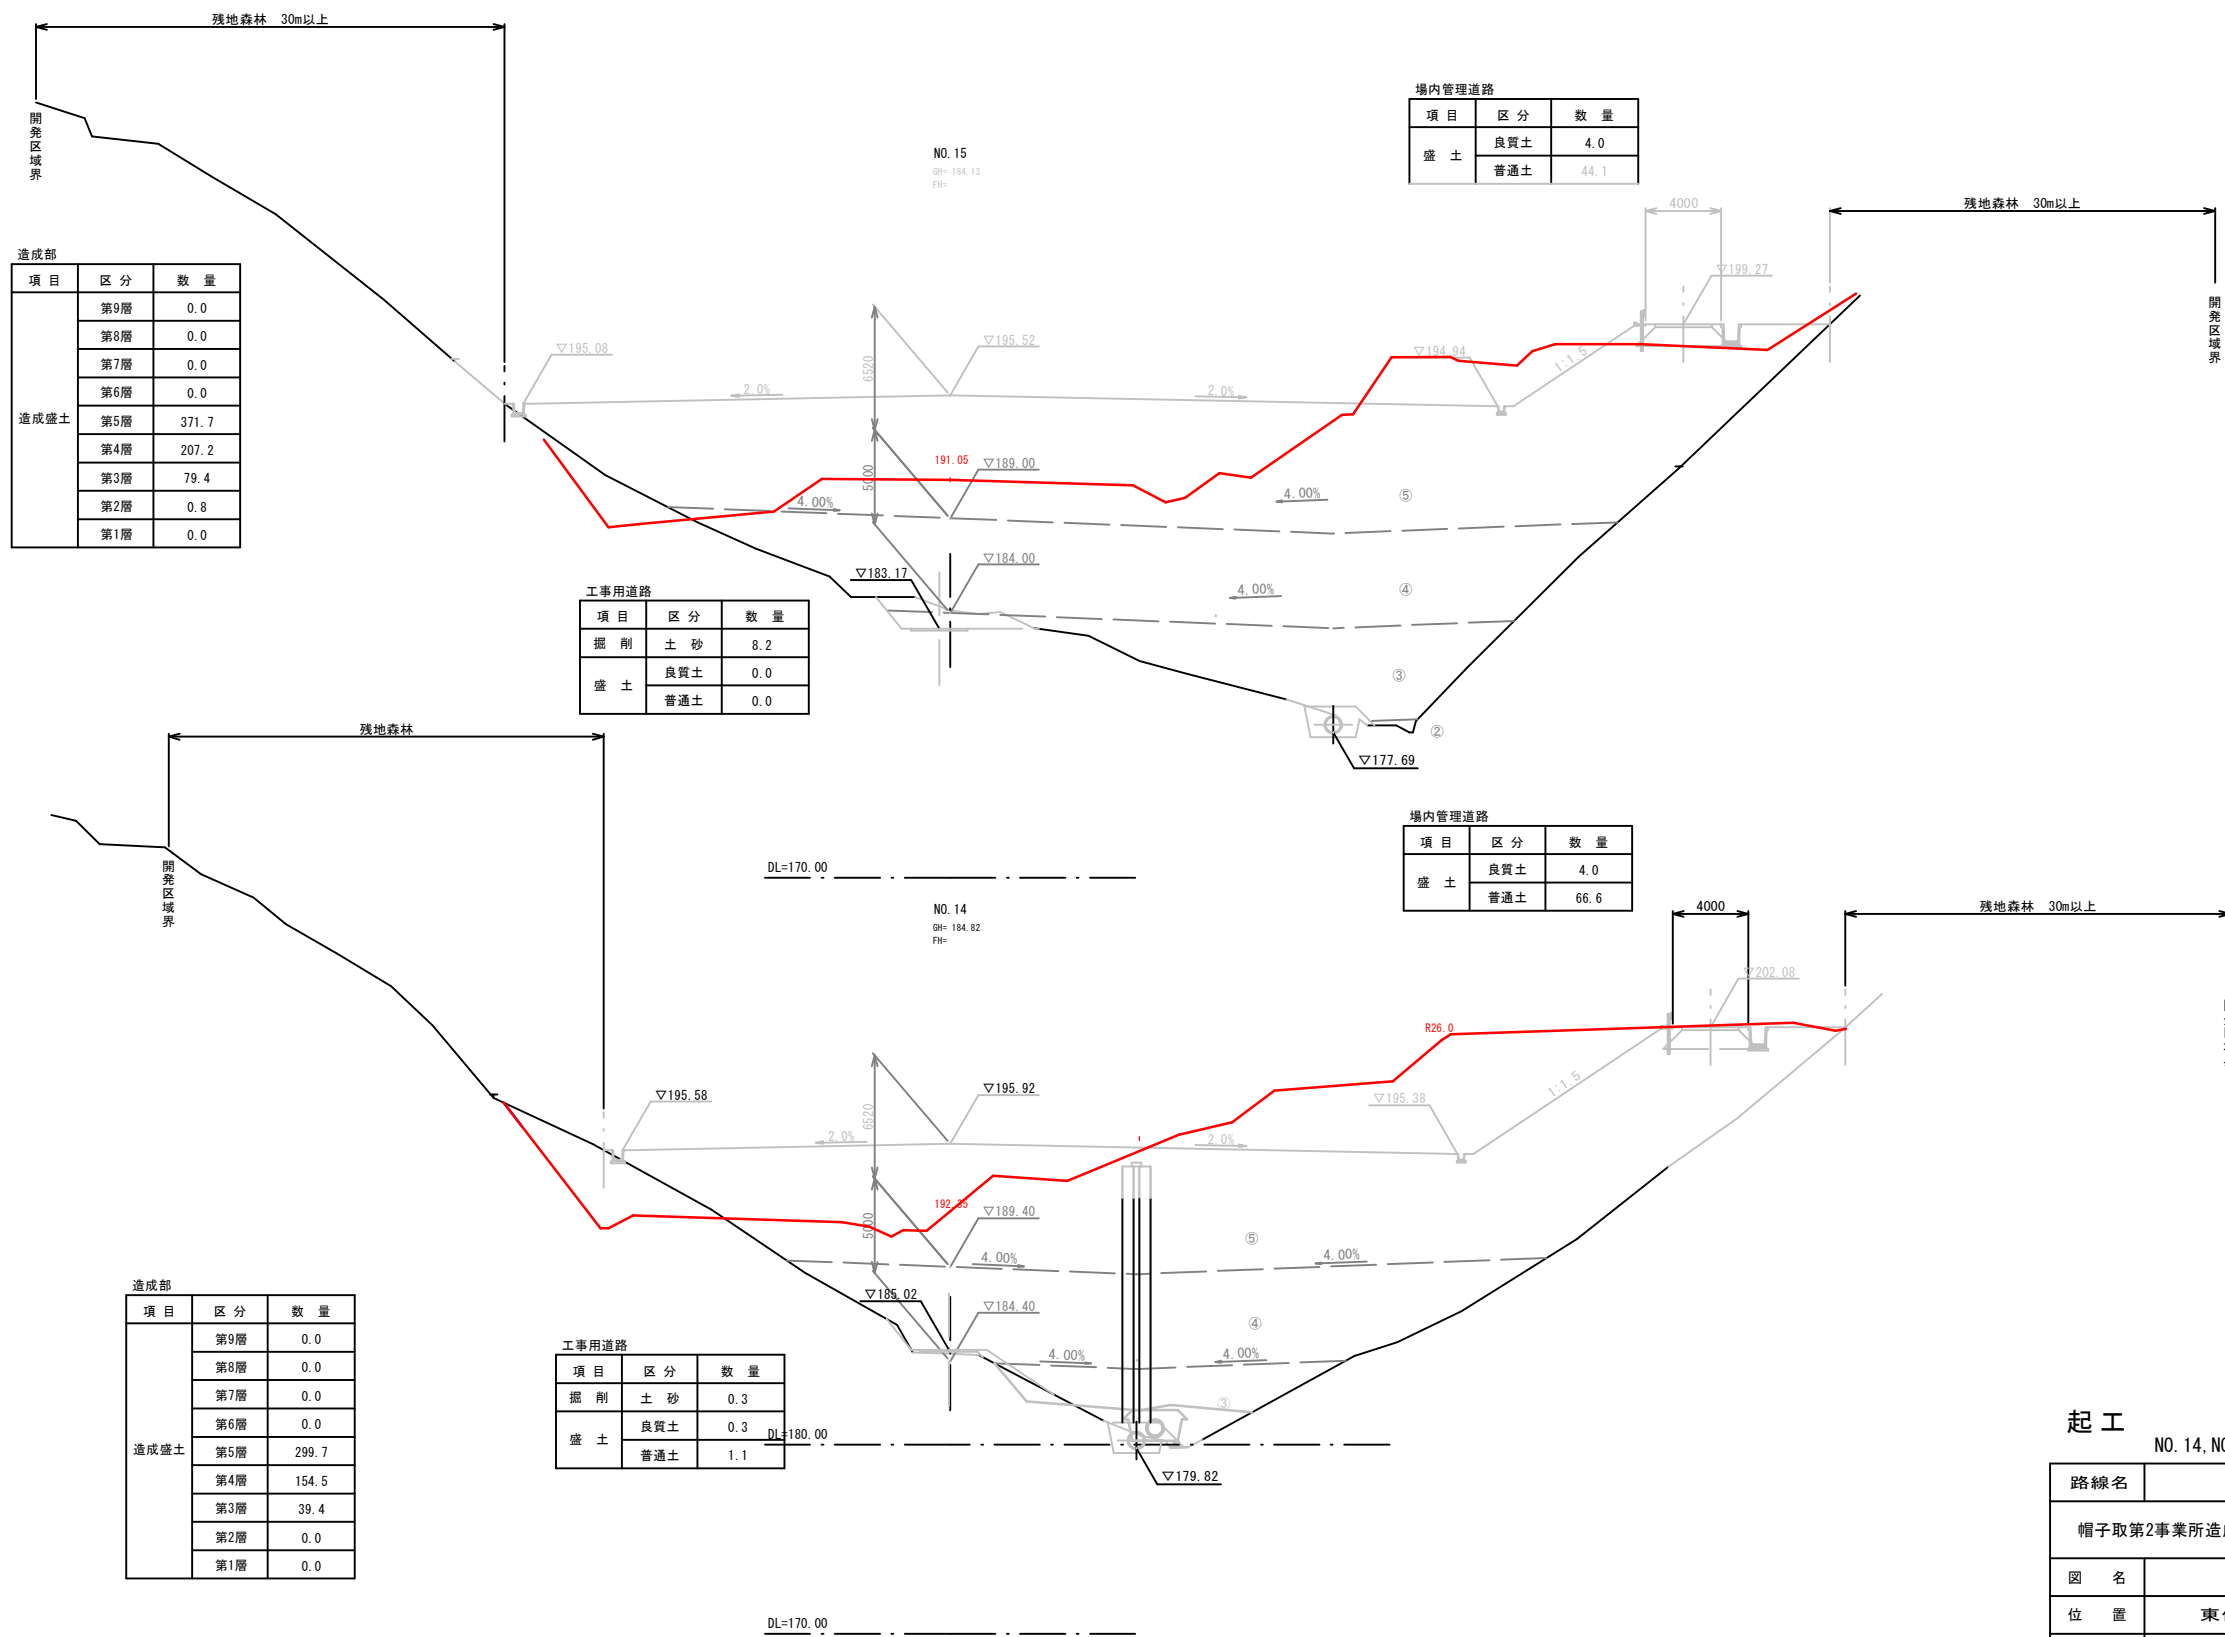 残地森林　30m以上
開発区域界
NO. 15
GH= 184.13
FH=
場内管理道路
項 目 区 分 数 量
盛 土 良質土 4.0
普通土 44.1
4000
残地森林　30m以上
開発区域界
▽199.27
造成部
項 目 区 分 数 量
造成盛土 第9層 0.0
第8層 0.0
第7層 0.0
第6層 0.0
第5層 371.7
第4層 207.2
第3層 79.4
第2層 0.8
第1層 0.0
▽195.08
▽195.52
▽194.94
1:1.5
6520
2.0%
2.0%
191.05
▽189.00
5000
4.00%
4.00%
⑤
▽184.00
▽183.17
4.00%
④
③
②
▽177.69
工事用道路
項 目 区 分 数 量
掘 削 土 砂 8.2
盛 土 良質土 0.0
普通土 0.0
DL=170.00
残地森林
開発区域界
NO. 14
GH= 184.82
FH=
場内管理道路
項 目 区 分 数 量
盛 土 良質土 4.0
普通土 66.6
4000
残地森林　30m以上
▽202.08
R26.0
▽195.58
▽195.92
▽195.38
1:1.5
6520
2.0%
2.0%
192.35
▽189.40
5000
4.00%
4.00%
⑤
▽185.02
▽184.40
④
4.00%
4.00%
③
▽179.82
DL=180.00
造成部
項 目 区 分 数 量
造成盛土 第9層 0.0
第8層 0.0
第7層 0.0
第6層 0.0
第5層 299.7
第4層 154.5
第3層 39.4
第2層 0.0
第1層 0.0
工事用道路
項 目 区 分 数 量
掘 削 土 砂 0.3
盛 土 良質土 0.3
普通土 1.1
DL=170.00
起 工
NO. 14, NO
路線名
帽子取第2事業所造
図 名
位 置 東